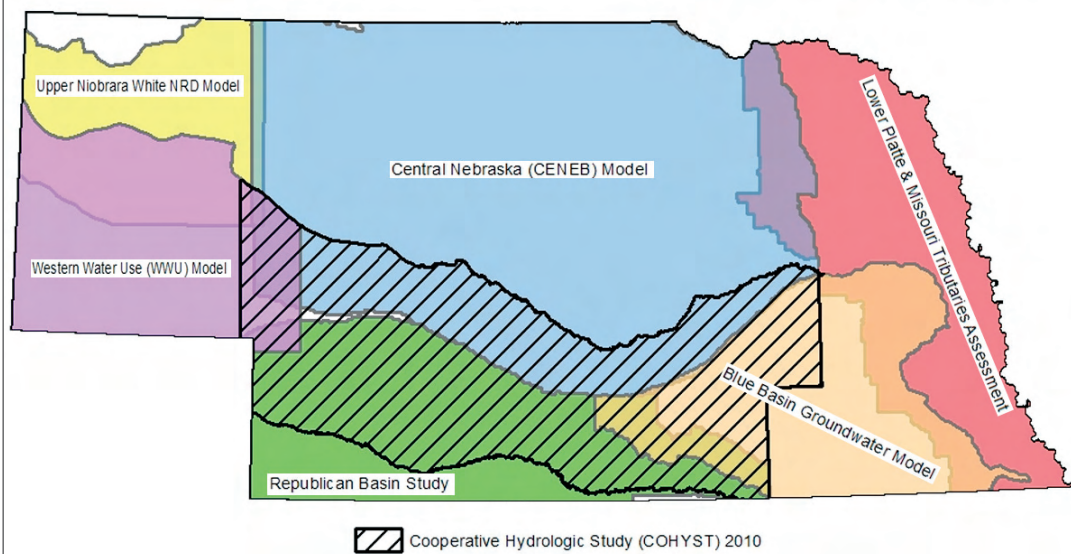 Upper Niobrara White NRD Model
Central Nebraska (CENEB) Model
Lower Platte & Missouri Tributaries Assessment
Western Water Use (WWU) Model
Blue Basin Groundwater Model
Republican Basin Study
Cooperative Hydrologic Study (COHYST) 2010